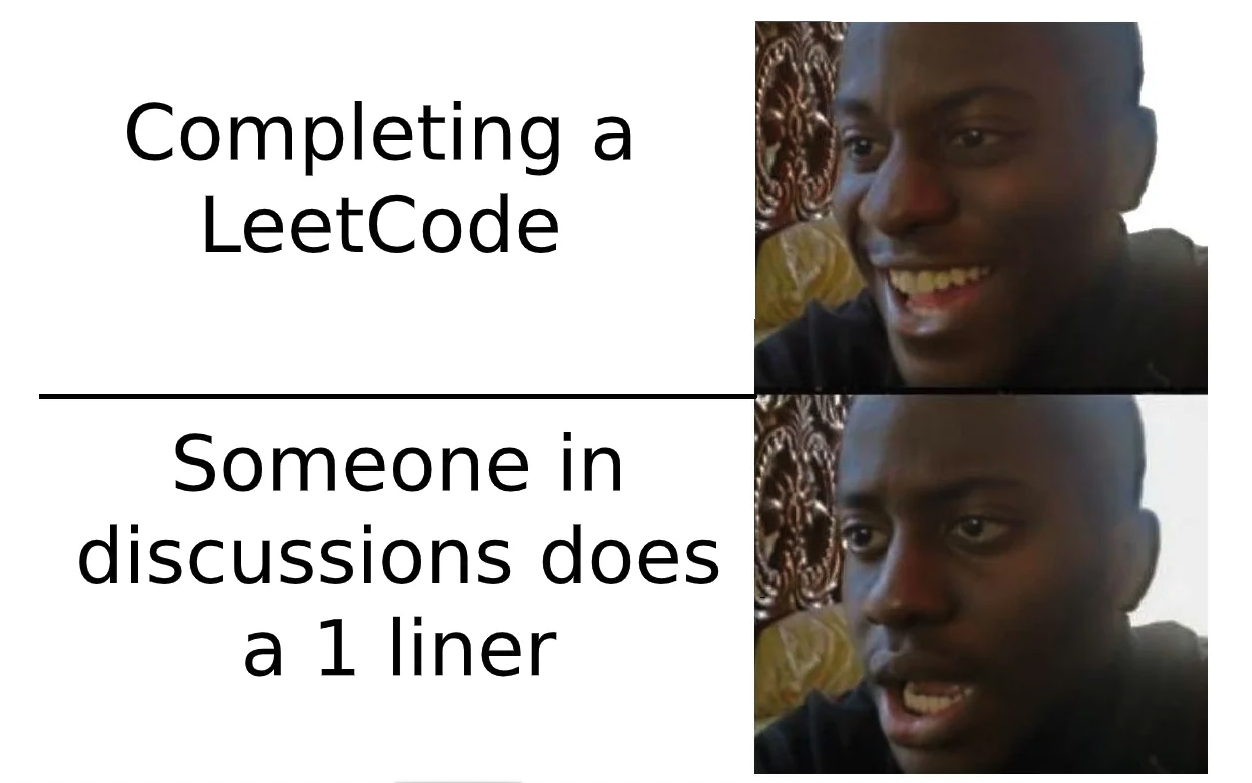 Completing a
LeetCode
Someone in
discussions does
a 1 liner